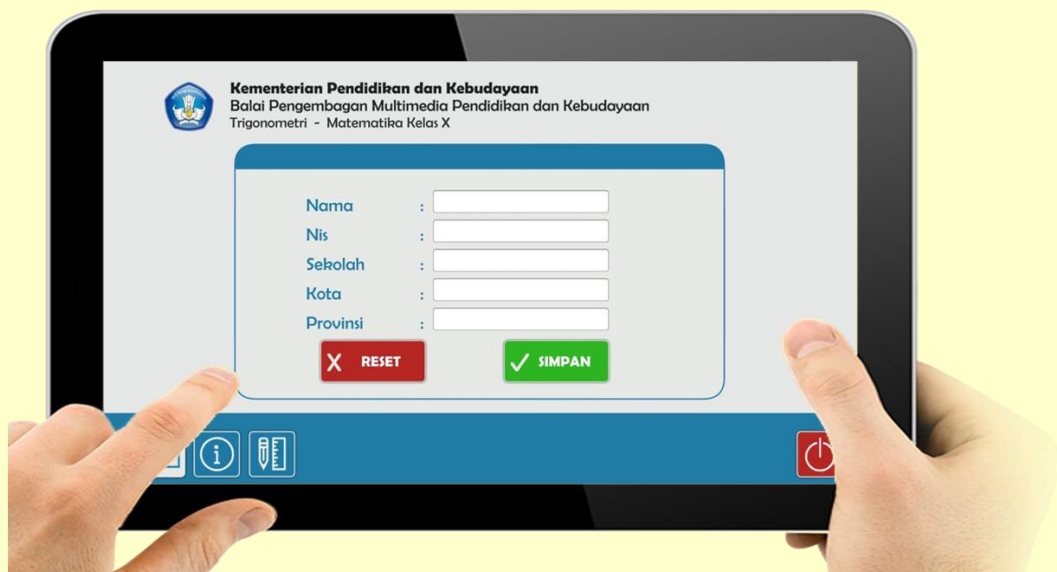 Kementerian Pendidikan dan Kebudayaan
Balai Pengembagan Multimedia Pendidikan dan Kebudayaan
Trigonometri - Matematika Kelas X
Nama :
Nis :
Sekolah :
Kota :
Provinsi :
X RESET
SIMPAN